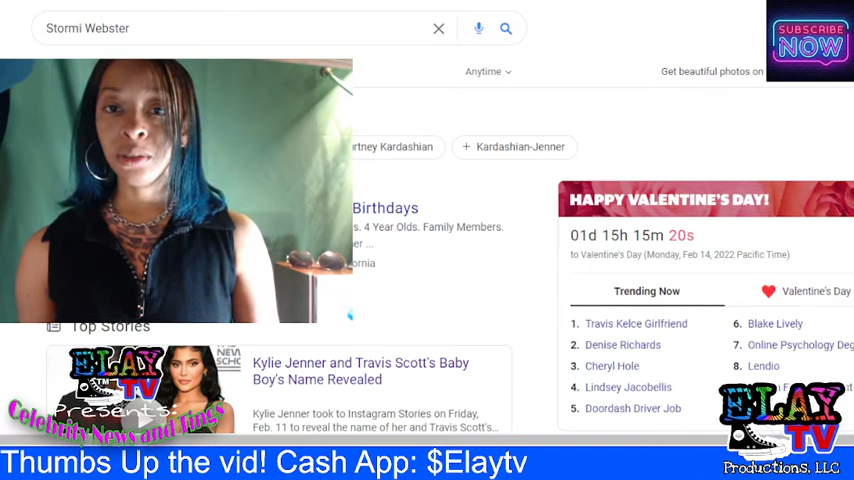 Stormi Webster
SUBSCRIBE
NOW
Anytime
Get beautiful photos on
rtney Kardashian
+ Kardashian-Jenner
Birthdays
s. 4 Year Olds. Family Members.
er ...
ornia
HAPPY VALENTINE'S DAY!
01d 15h 15m 20s
to Valentine's Day (Monday, Feb 14, 2022 Pacific Time)
Trending Now
Valentine's Day
1. Travis Kelce Girlfriend
2. Denise Richards
3. Cheryl Hole
4. Lindsey Jacobellis
5. Doordash Driver Job
6. Blake Lively
7. Online Psychology Deg
8. Lendio
Top Stories
Kylie Jenner and Travis Scott's Baby
Boy's Name Revealed
Kylie Jenner took to Instagram Stories on Friday,
Feb. 11 to reveal the name of her and Travis Scott's...
NEW
SCHO
ELAY
TV
TM
Presents:
Celebrity News and Tings
ELAY
TV
Productions, LLC
Thumbs Up the vid! Cash App: $Elaytv